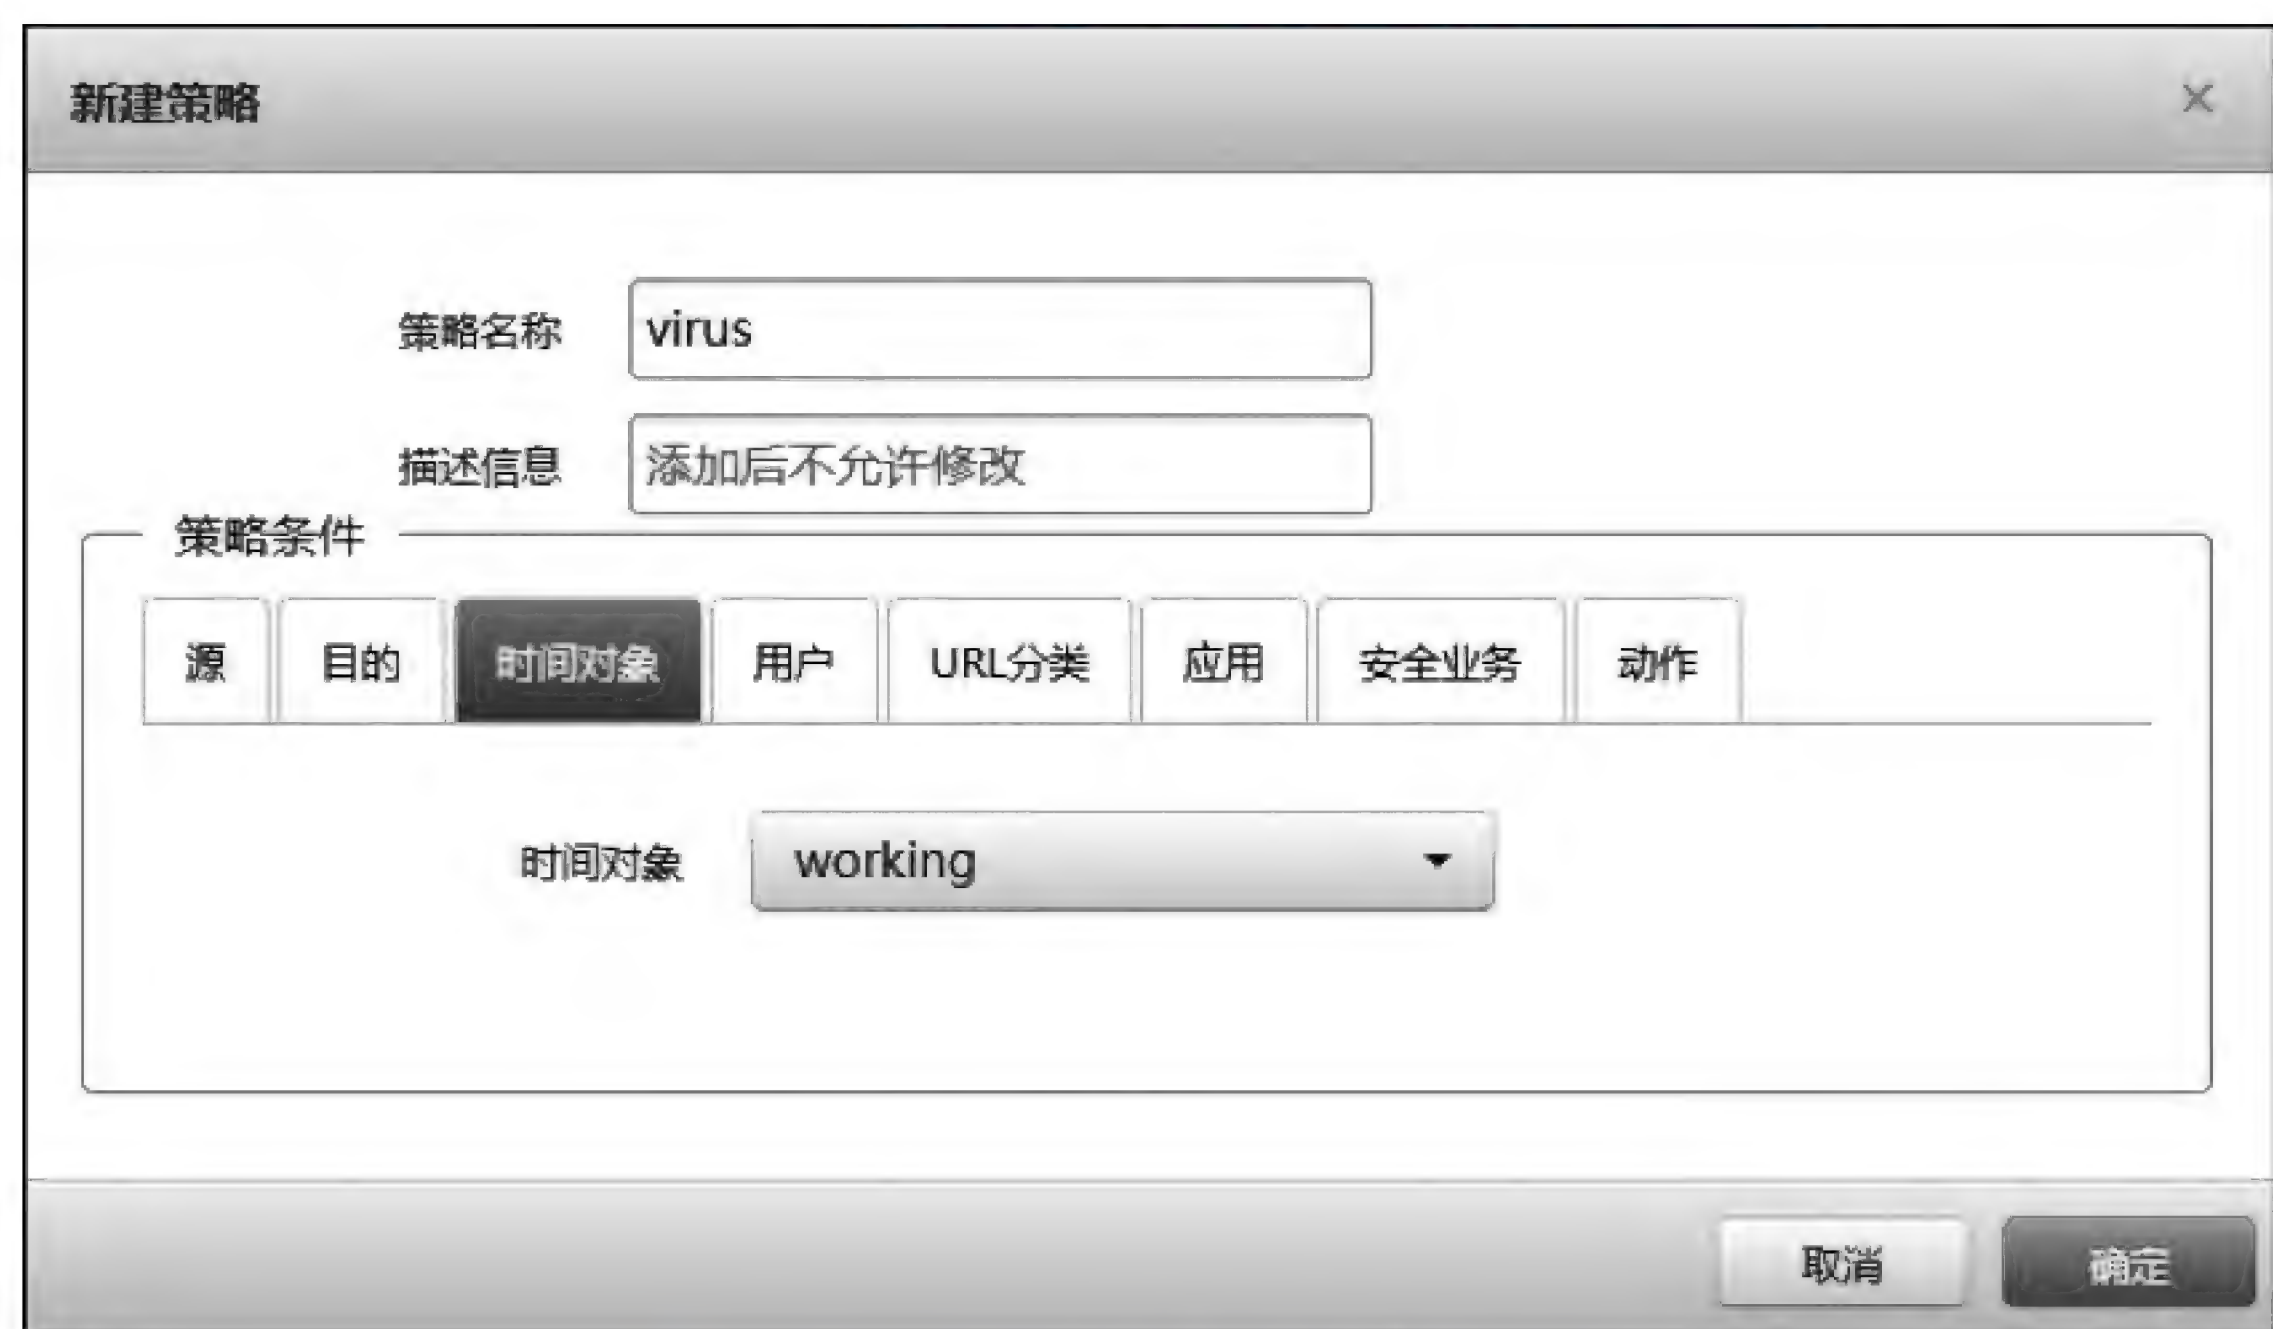 新建策略 ×
策略名称 virus
描述信息 添加后不允许修改
策略条件
源 目的 时间对象 用户 URL分类 应用 安全业务 动作
时间对象 working
取消 确定